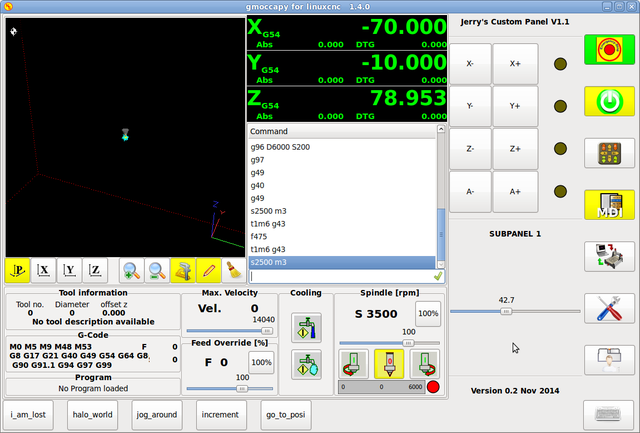 gmoccapy for linuxcnc 1.4.0
X G54 -70.000
Abs 0.000 DTG 0.000
Y G54 -10.000
Abs 0.000 DTG 0.000
Z G54 78.953
Abs 0.000 DTG 0.000
Command
g96 D6000 S200
g97
g49
g40
g49
s2500 m3
t1m6 g43
f475
t1m6 g43
s2500 m3
Z
Y
P X Y Z
Tool information
Tool no. Diameter offset z
0 0 0.000
No tool description available
G-Code
M0 M5 M9 M48 M53 F 0
G8 G17 G21 G40 G49 G54 G64 G8 0
G90 G91.1 G94 G97 G99
Program
No Program loaded
Max. Velocity
Vel. 0
14040
Feed Override [%]
F 0 100%
100
Cooling
Spindle [rpm]
S 3500 100%
100
0 0 6000
Jerry's Custom Panel V1.1
X- X+
Y- Y+
Z- Z+
A- A+
SUBPANEL 1
42.7
Version 0.2 Nov 2014
MDI
i_am_lost halo_world jog_around increment go_to_posi